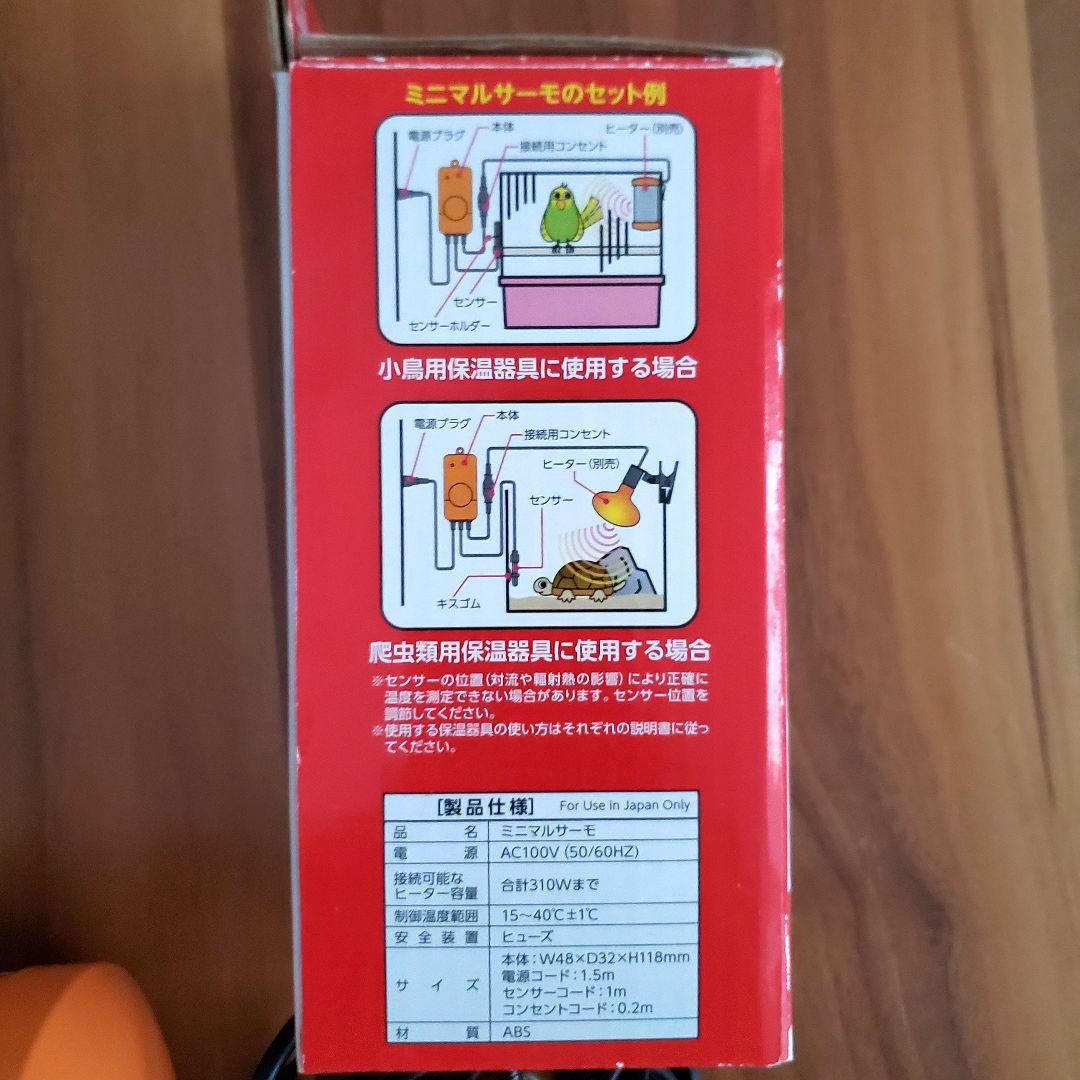 ミニマルサーモのセット例
電源プラグ
本体
ヒーター(別売)
接続用コンセント
センサー
センサーホルダー
小鳥用保温器具に使用する場合
電源プラグ
本体
接続用コンセント
ヒーター(別売)
センサー
キスゴム
爬虫類用保温器具に使用する場合
※センサーの位置(対流や輻射熱の影響)により正確に
温度を測定できない場合があります。センサー位置を
調節してください。
※使用する保温器具の使い方はそれぞれの説明書に従っ
てください。
[製品仕様] For Use in Japan Only
品名 ミニマルサーモ
電源 AC100V (50/60HZ)
接続可能な
ヒーター容量 合計310Wまで
制御温度範囲 15〜40℃±1℃
安全装置 ヒューズ
サイズ 本体:W48×D32×H118mm
電源コード:1.5m
センサーコード:1m
コンセントコード:0.2m
材質 ABS